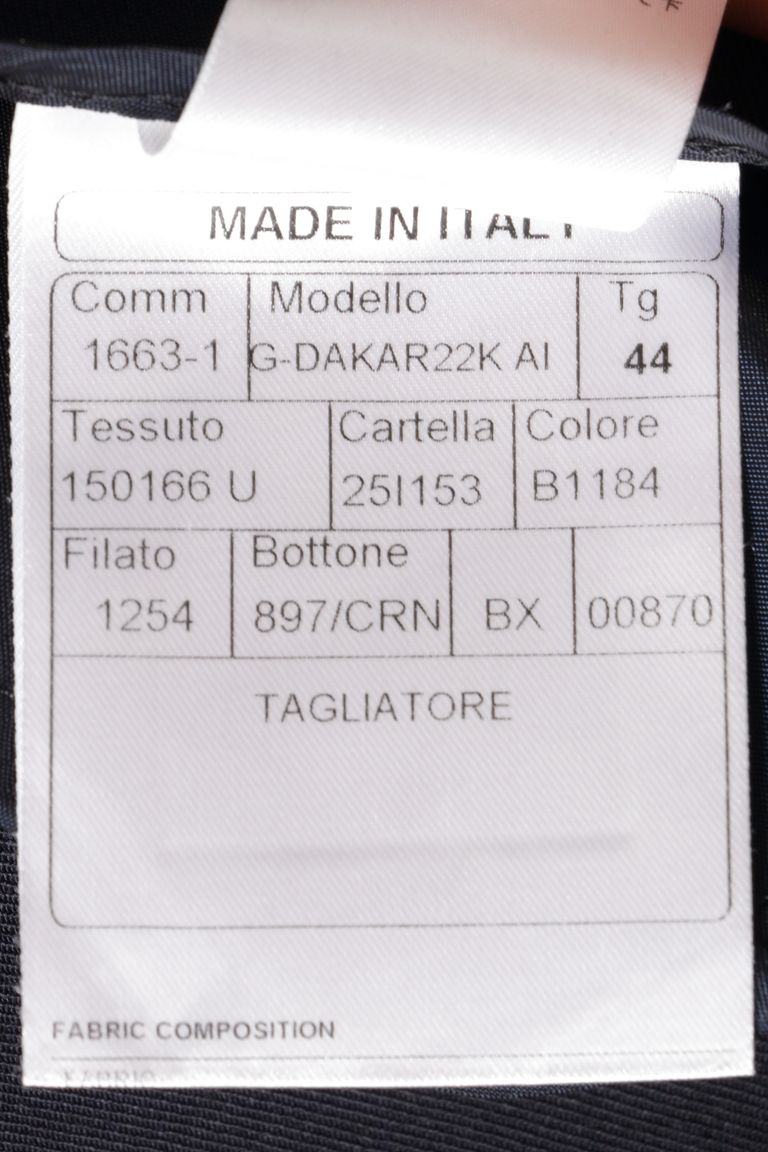 MADE IN ITALY
Comm Modello Tg
1663-1 G-DAKAR22K AI 44
Tessuto Cartella Colore
150166 U 25I153 B1184
Filato Bottone
1254 897/CRN BX 00870
TAGLIATORE
FABRIC COMPOSITION